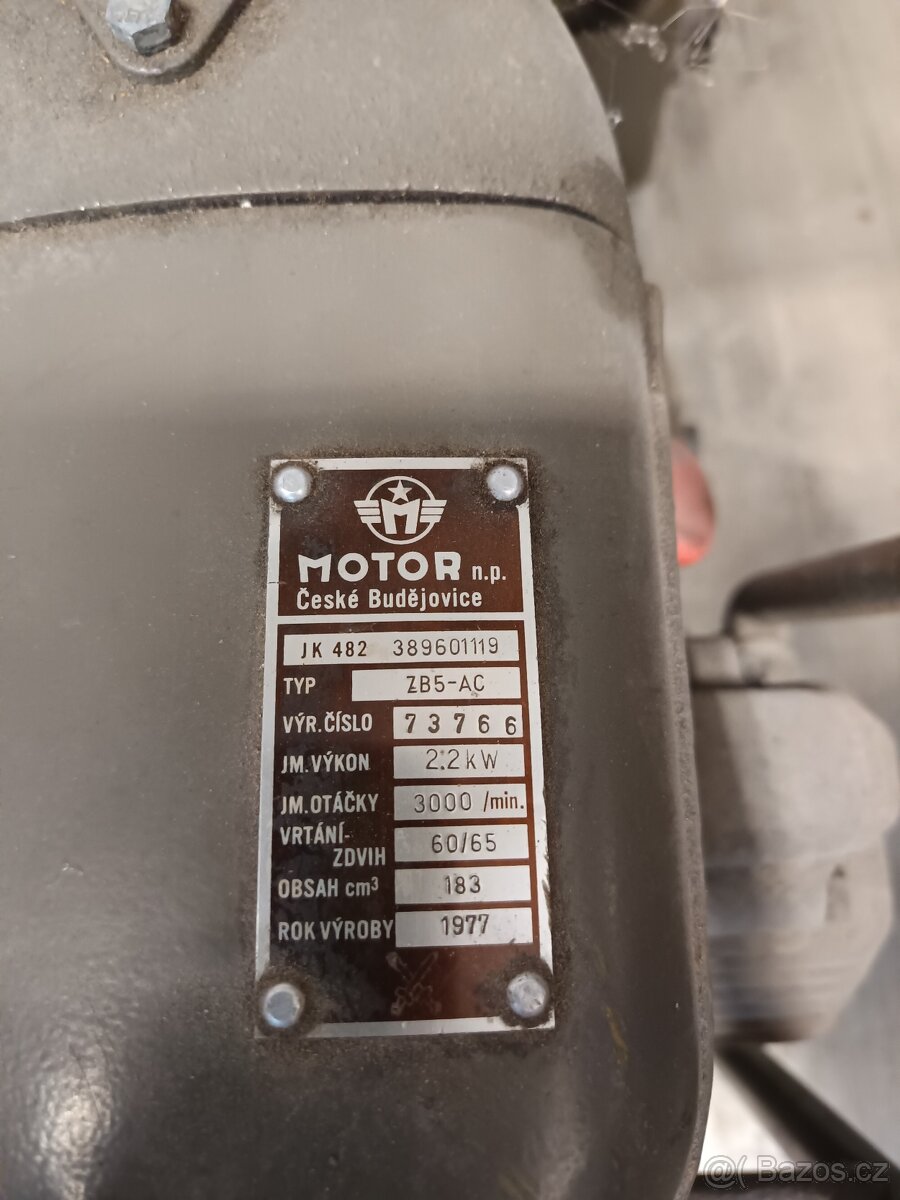 M
MOTOR n.p.
České Budějovice
JK 482 389601119
TYP ZB5-AC
VÝR. ČÍSLO 73766
JM. VÝKON 2.2 kW
JM. OTÁČKY 3000 /min.
VRTÁNÍ-
ZDVIH 60/65
OBSAH cm³ 183
ROK VÝROBY 1977
@ Bazos.cz